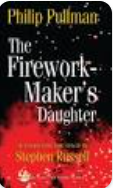 Philip Pullman
The
Firework-
Maker's
Daughter
Stephen Russell